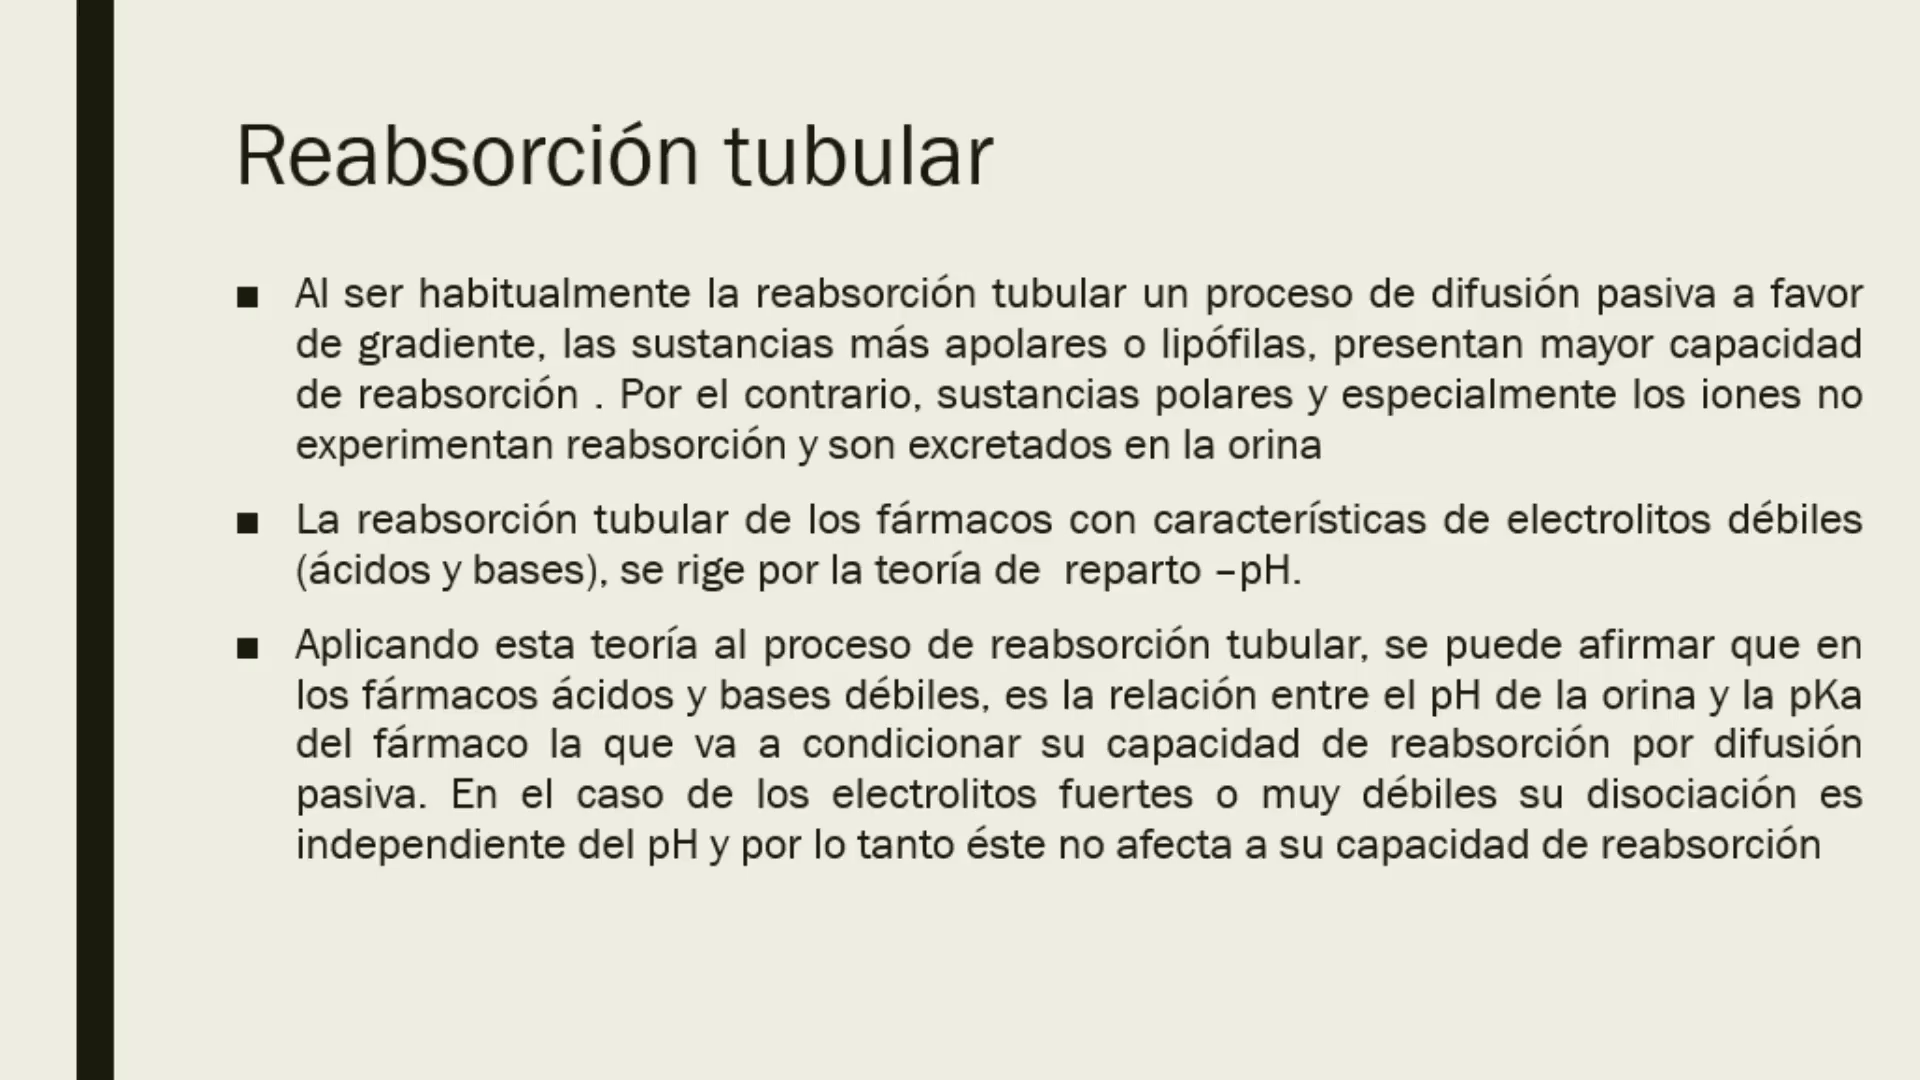 Reabsorción tubular
■ Al ser habitualmente la reabsorción tubular un proceso de difusión pasiva a favor
de gradiente, las sustancias más apolares o lipófilas, presentan mayor capacidad
de reabsorción . Por el contrario, sustancias polares y especialmente los iones no
experimentan reabsorción y son excretados en la orina
■ La reabsorción tubular de los fármacos con características de electrolitos débiles
(ácidos y bases), se rige por la teoría de  reparto –pH.
■ Aplicando esta teoría al proceso de reabsorción tubular, se puede afirmar que en
los fármacos ácidos y bases débiles, es la relación entre el pH de la orina y la pKa
del fármaco la que va a condicionar su capacidad de reabsorción por difusión
pasiva. En el caso de los electrolitos fuertes o muy débiles su disociación es
independiente del pH y por lo tanto éste no afecta a su capacidad de reabsorción